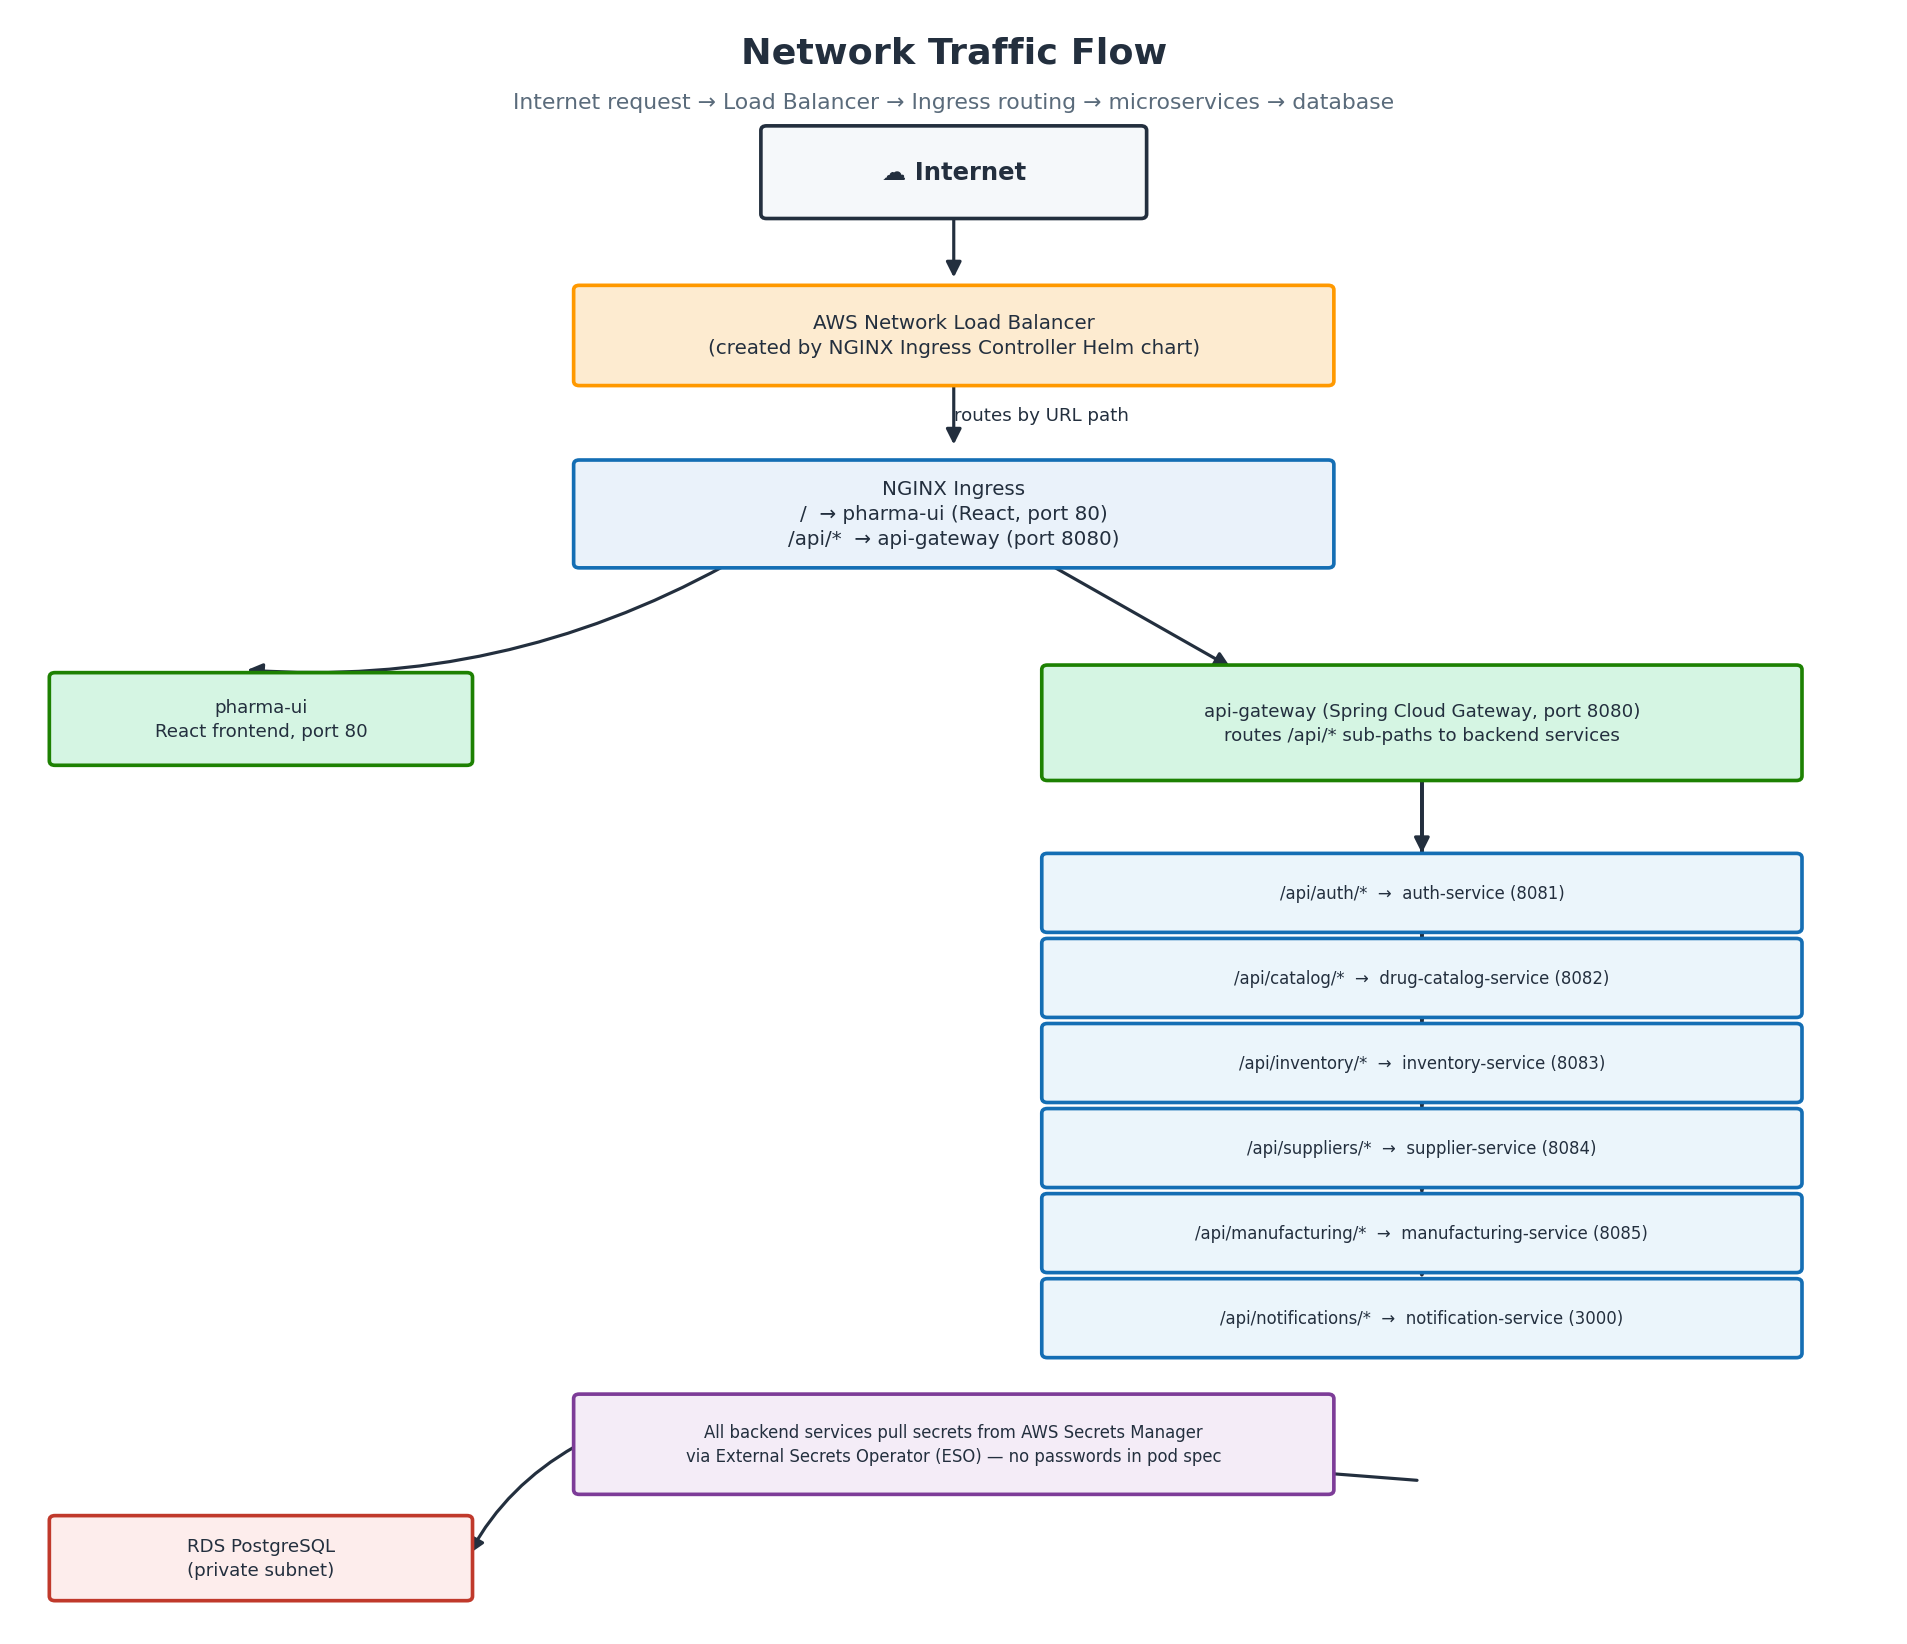 Network Traffic Flow
Internet request → Load Balancer → Ingress routing → microservices → database
☁ Internet
AWS Network Load Balancer
(created by NGINX Ingress Controller Helm chart)
routes by URL path
NGINX Ingress
/ → pharma-ui (React, port 80)
/api/* → api-gateway (port 8080)
pharma-ui
React frontend, port 80
api-gateway (Spring Cloud Gateway, port 8080)
routes /api/* sub-paths to backend services
/api/auth/* → auth-service (8081)
/api/catalog/* → drug-catalog-service (8082)
/api/inventory/* → inventory-service (8083)
/api/suppliers/* → supplier-service (8084)
/api/manufacturing/* → manufacturing-service (8085)
/api/notifications/* → notification-service (3000)
All backend services pull secrets from AWS Secrets Manager
via External Secrets Operator (ESO) — no passwords in pod spec
RDS PostgreSQL
(private subnet)